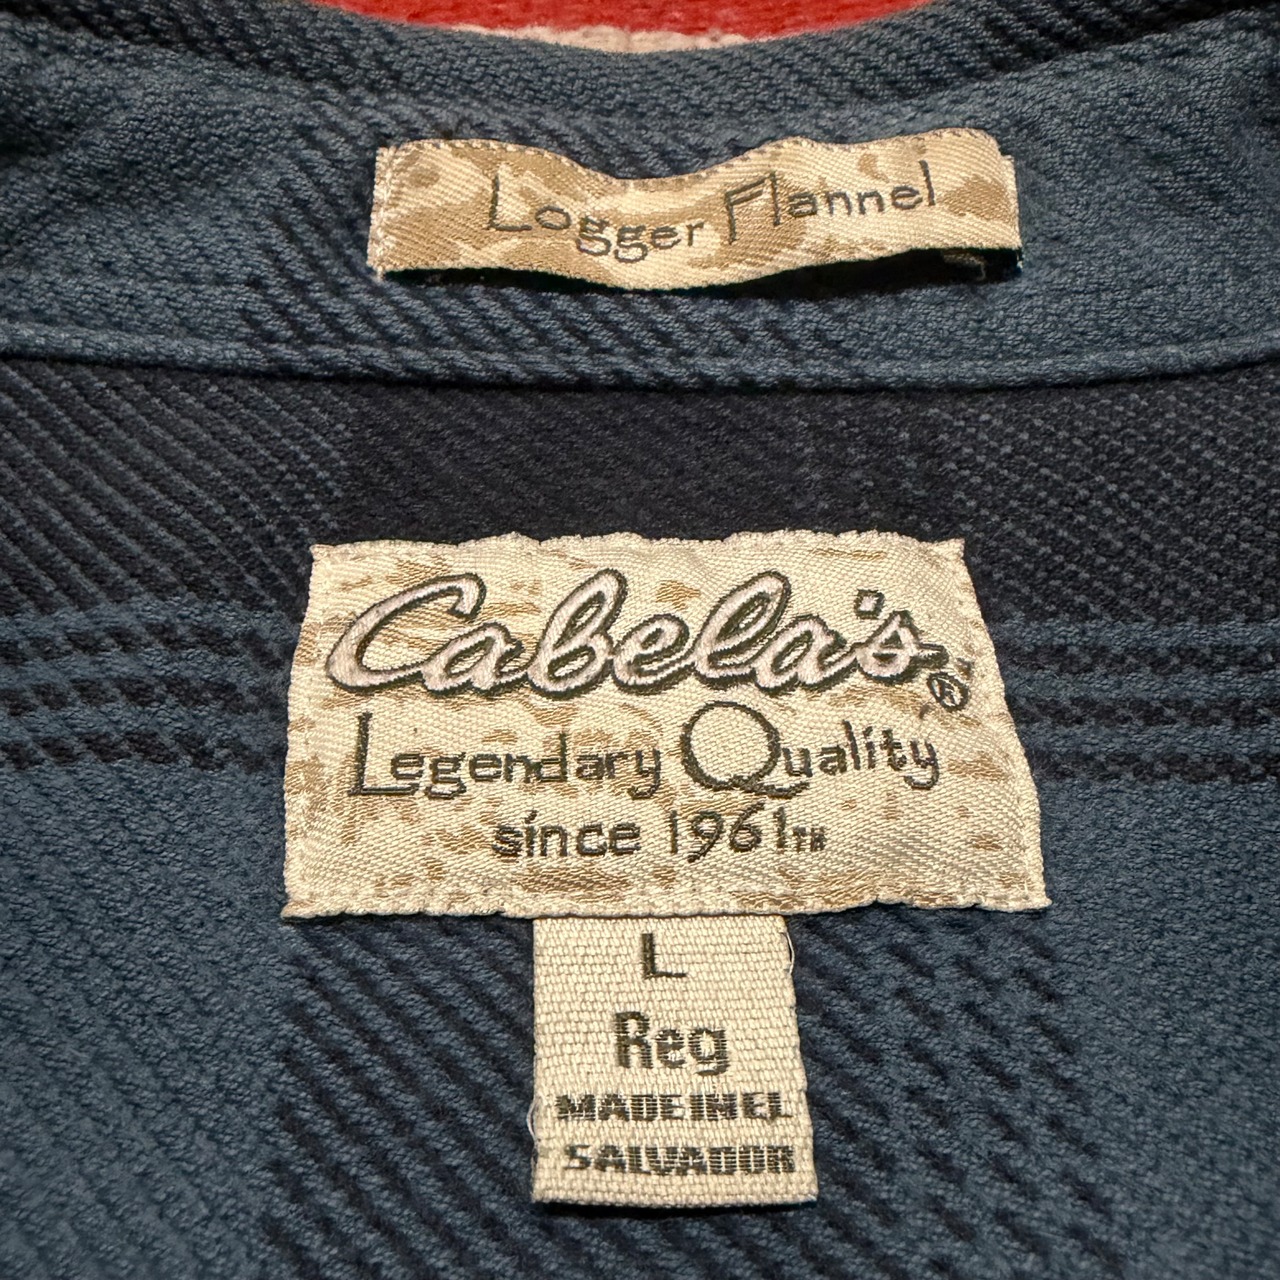 Logger Flannel
Cabela's®
Legendary Quality
since 1961TM
L
Reg
MADE IN EL
SALVADOR